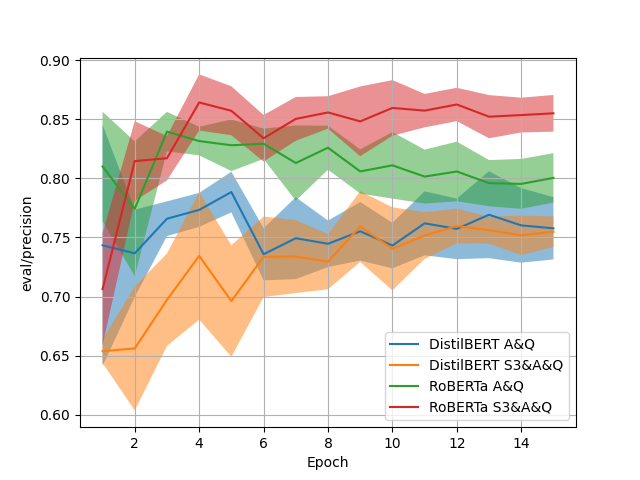 0.90
0.85
0.80
0.75
0.70
0.65
0.60
eval/precision
2 4 6 8 10 12 14
Epoch
DistilBERT A&Q
DistilBERT S3&A&Q
RoBERTa A&Q
RoBERTa S3&A&Q